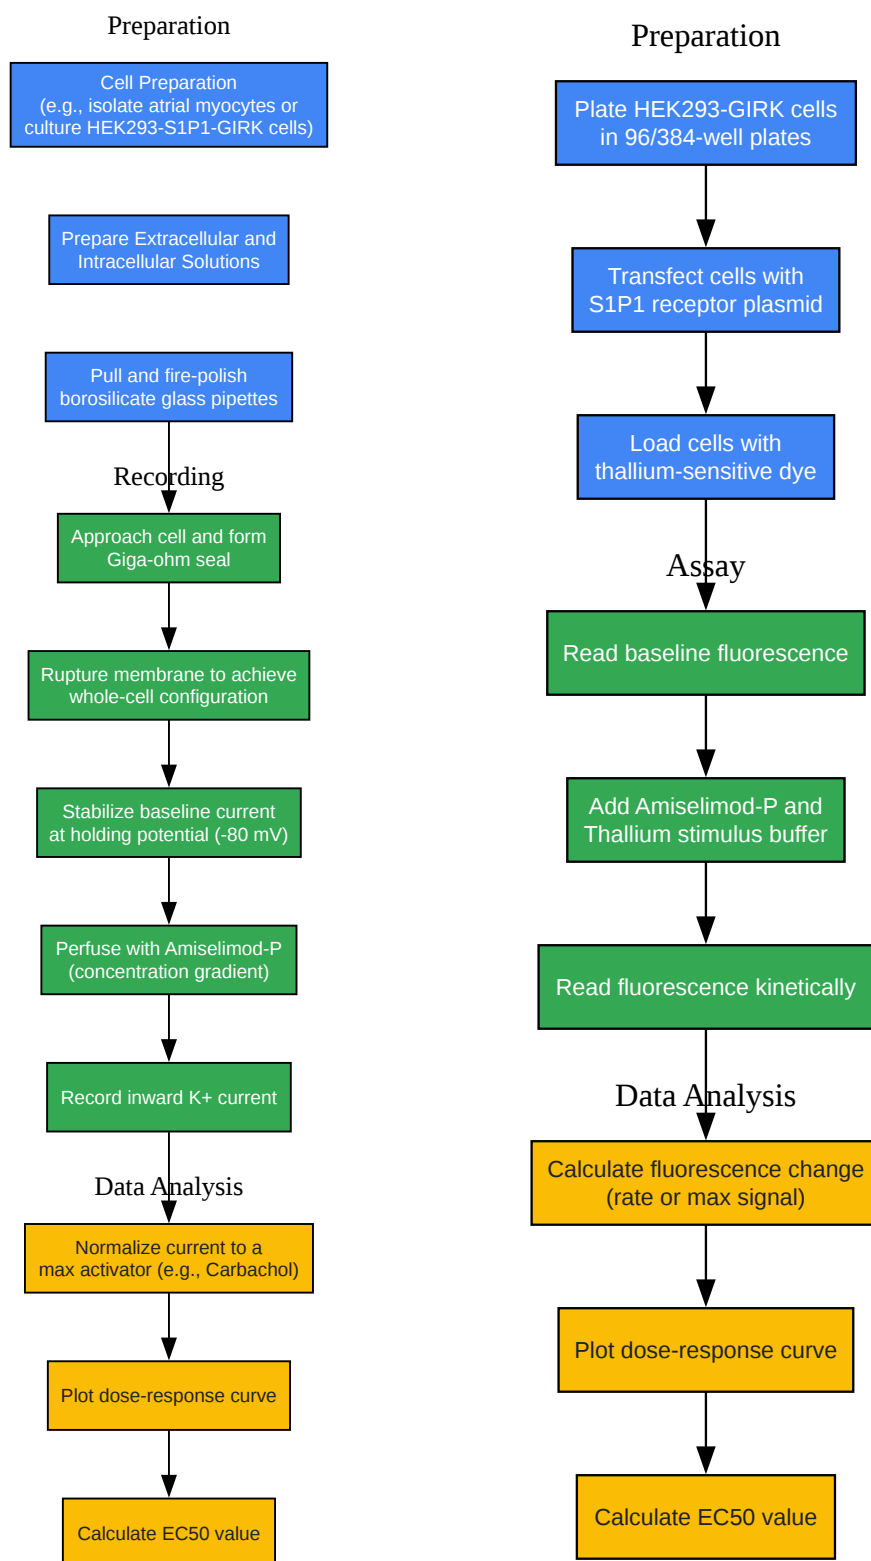 Preparation
Cell Preparation
(e.g., isolate atrial myocytes or
culture HEK293-S1P1-GIRK cells)
Prepare Extracellular and
Intracellular Solutions
Pull and fire-polish
borosilicate glass pipettes
Recording
Approach cell and form
Giga-ohm seal
Rupture membrane to achieve
whole-cell configuration
Stabilize baseline current
at holding potential (-80 mV)
Perfuse with Amiselimod-P
(concentration gradient)
Record inward K+ current
Data Analysis
Normalize current to a
max activator (e.g., Carbachol)
Plot dose-response curve
Calculate EC50 value
Preparation
Plate HEK293-GIRK cells
in 96/384-well plates
Transfect cells with
S1P1 receptor plasmid
Load cells with
thallium-sensitive dye
Assay
Read baseline fluorescence
Add Amiselimod-P and
Thallium stimulus buffer
Read fluorescence kinetically
Data Analysis
Calculate fluorescence change
(rate or max signal)
Plot dose-response curve
Calculate EC50 value